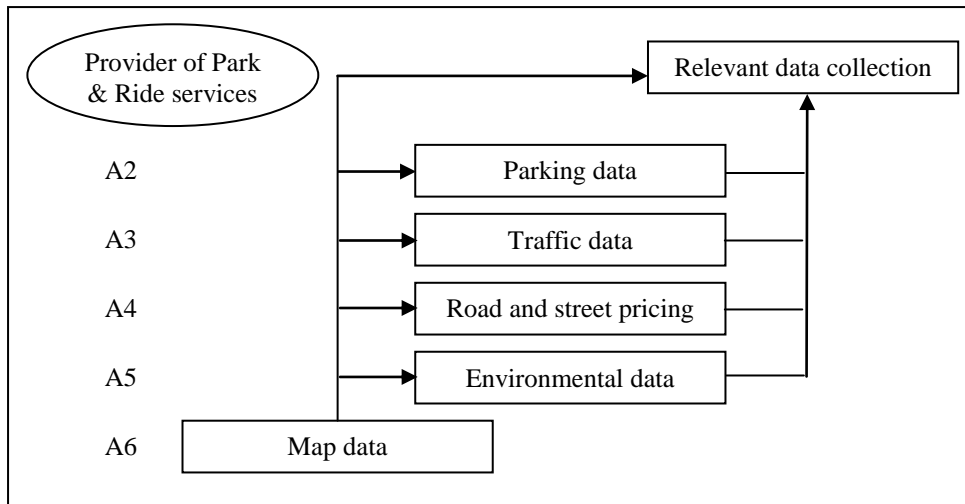 Provider of Park
& Ride services
Relevant data collection
A2
Parking data
A3
Traffic data
A4
Road and street pricing
A5
Environmental data
A6
Map data